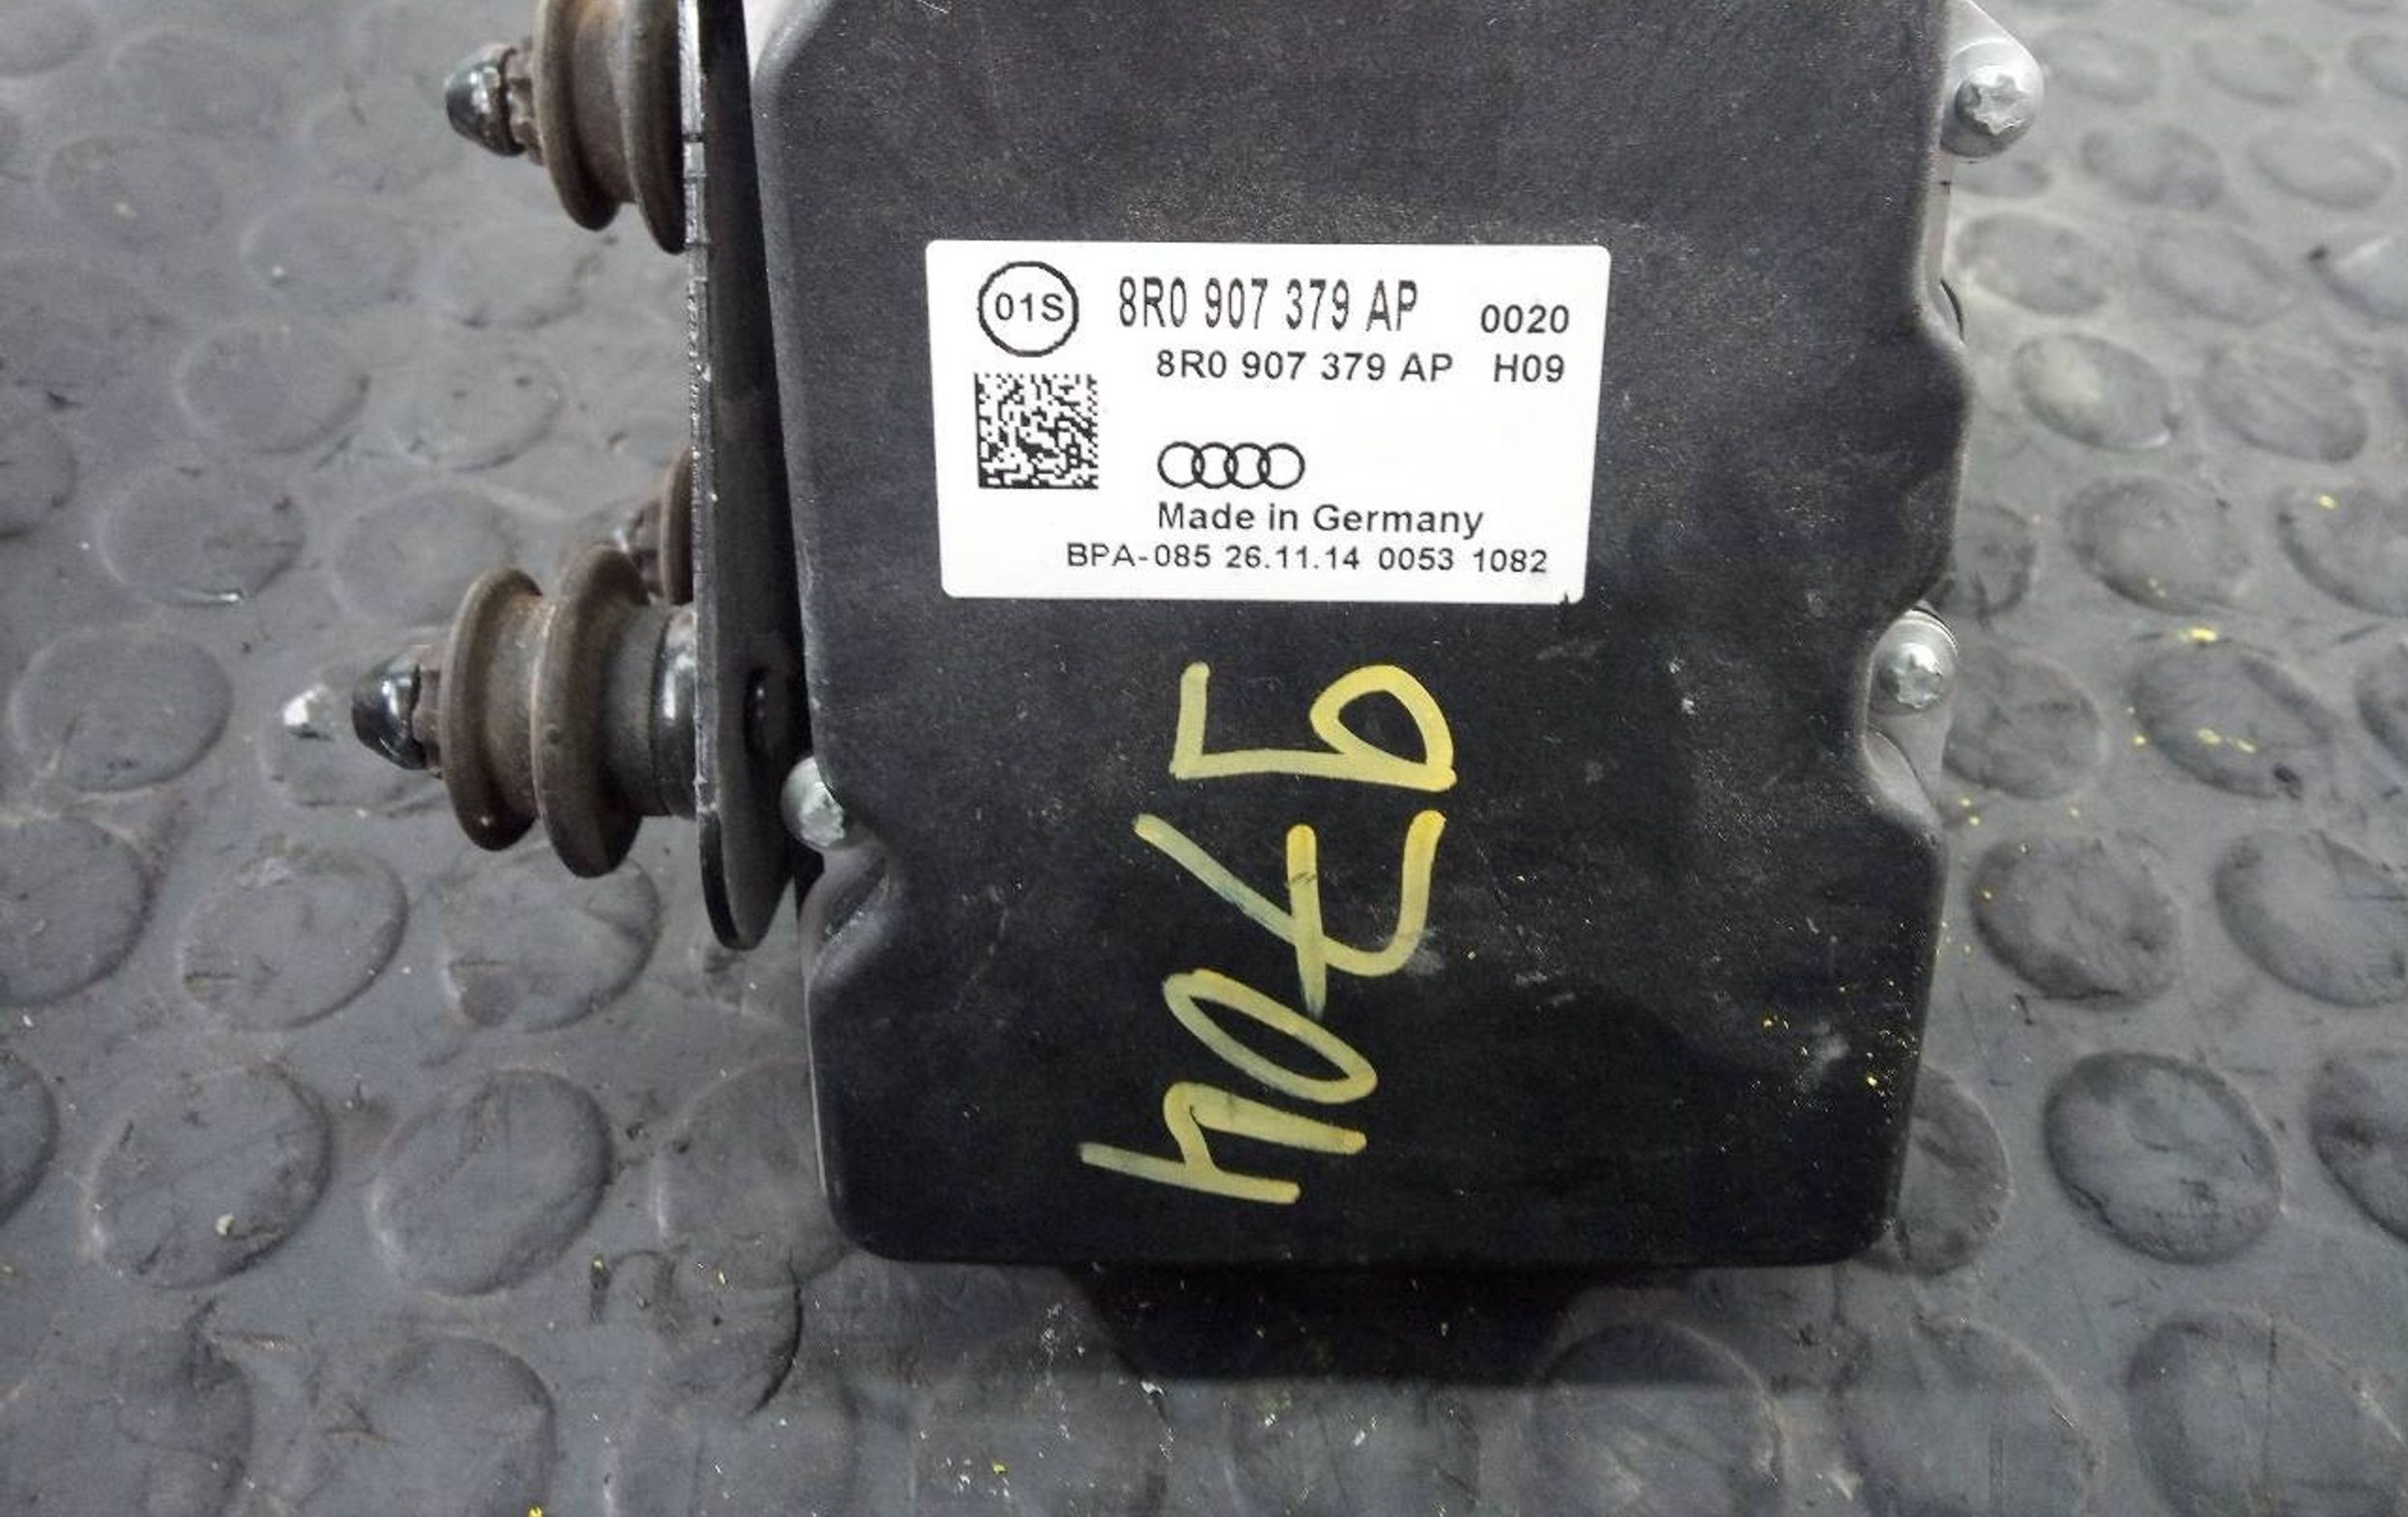 01S 8R0 907 379 AP 0020
8R0 907 379 AP H09
Made in Germany
BPA-085 26.11.14 0053 1082
9704